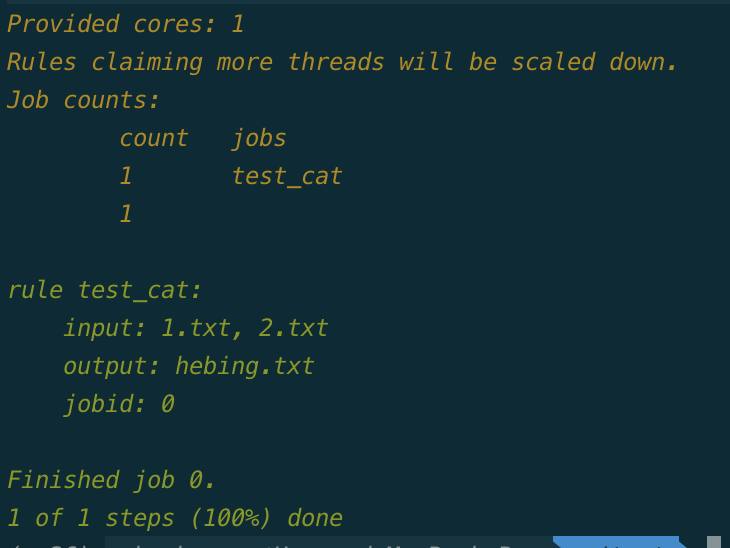 Provided cores: 1
Rules claiming more threads will be scaled down.
Job counts:
count jobs
1 test_cat
1
rule test_cat:
input: 1.txt, 2.txt
output: hebing.txt
jobid: 0
Finished job 0.
1 of 1 steps (100%) done